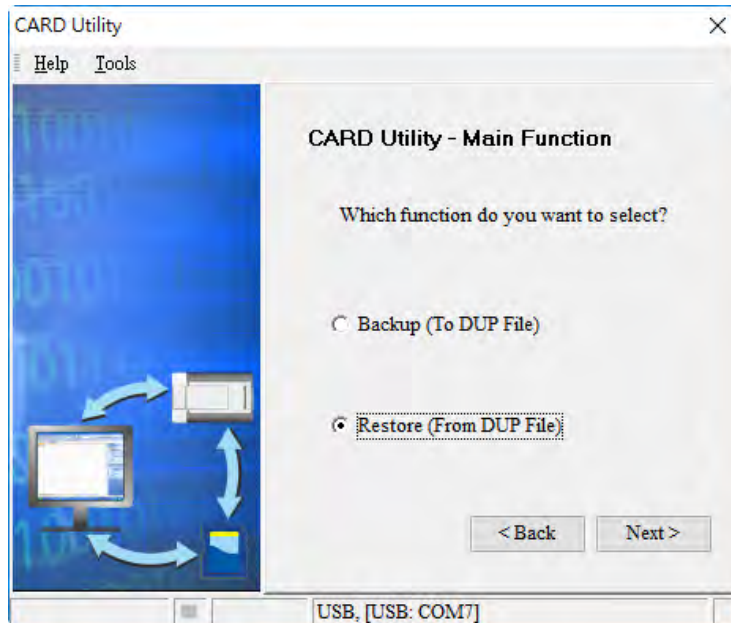 CARD Utility
Help Tools
CARD Utility - Main Function
Which function do you want to select?
Backup (To DUP File)
Restore (From DUP File)
< Back Next >
USB, [USB: COM7]